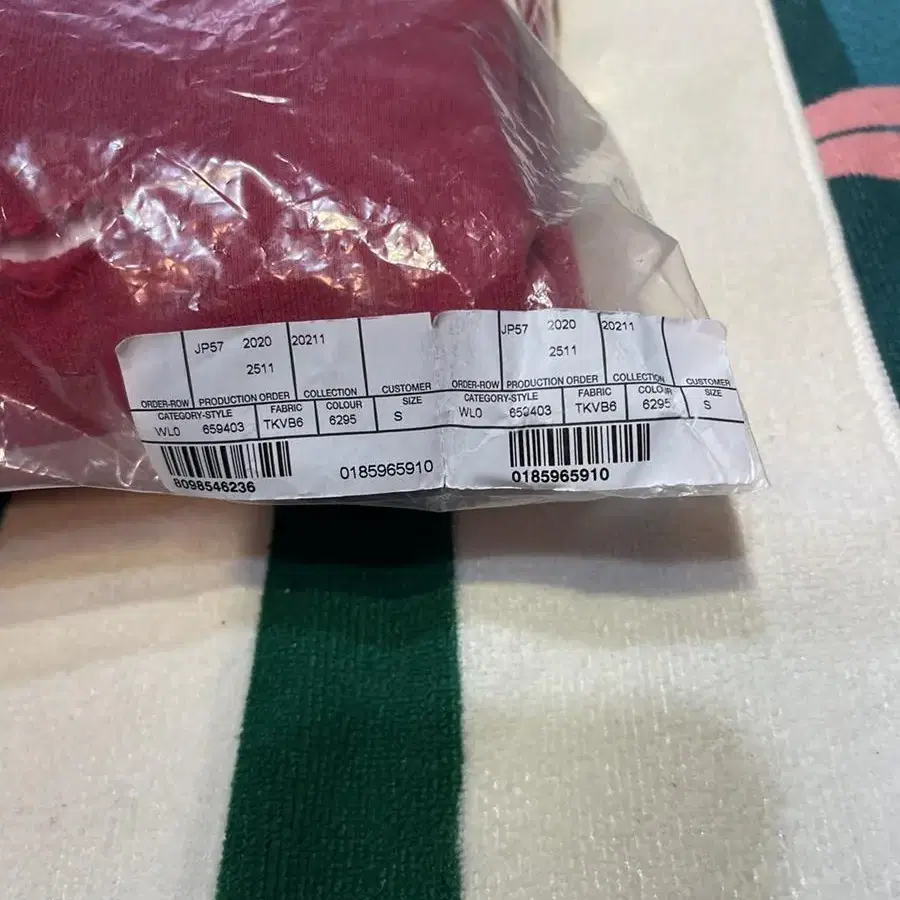 JP57 2020 20211
2511
ORDER-ROW PRODUCTION ORDER COLLECTION CUSTOMER
CATEGORY-STYLE FABRIC COLOUR SIZE
WL0 659403 TKVB6 6295 S
0185965910
8098546236
JP57 2020 20211
2511
ORDER-ROW PRODUCTION ORDER COLLECTION CUSTOMER
CATEGORY-STYLE FABRIC COLOUR SIZE
WL0 659403 TKVB6 6295 S
0185965910